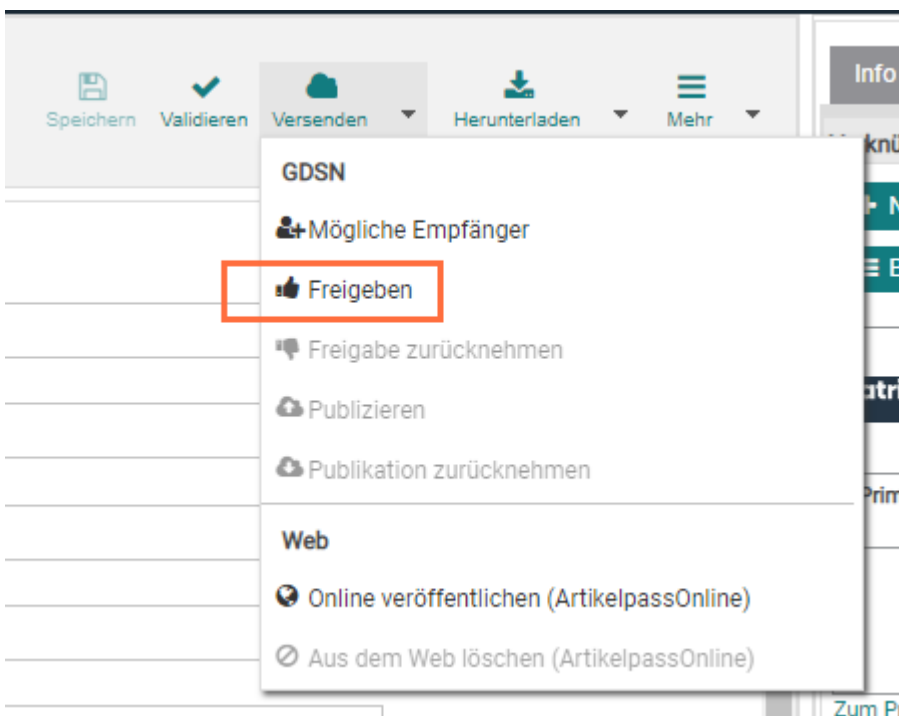 Info
Speichern
Validieren
Versenden
Herunterladen
Mehr
GDSN
Mögliche Empfänger
Freigeben
Freigabe zurücknehmen
Publizieren
Publikation zurücknehmen
Web
Online veröffentlichen (ArtikelpassOnline)
Aus dem Web löschen (ArtikelpassOnline)
Zum